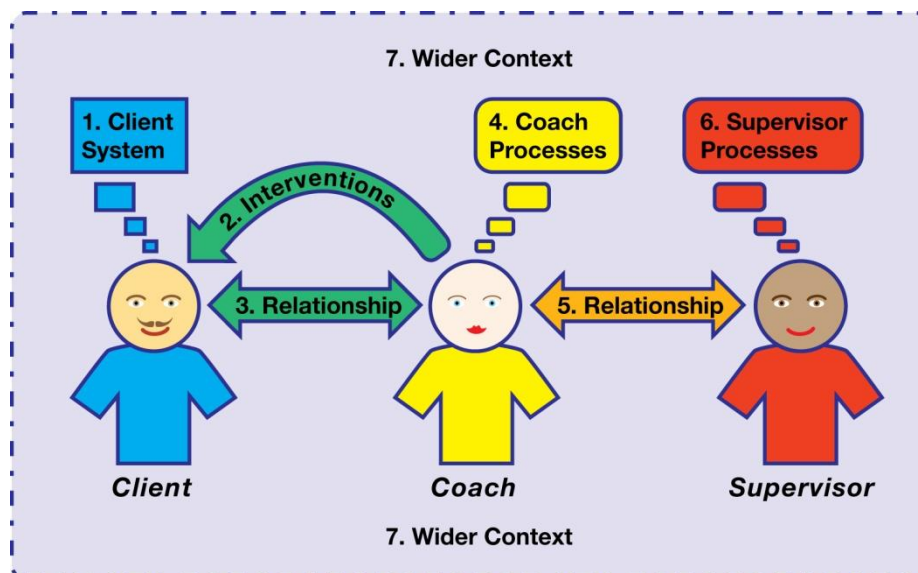 7. Wider Context
1. Client
System
4. Coach
Processes
6. Supervisor
Processes
2. Interventions
3. Relationship
5. Relationship
Client
Coach
Supervisor
7. Wider Context